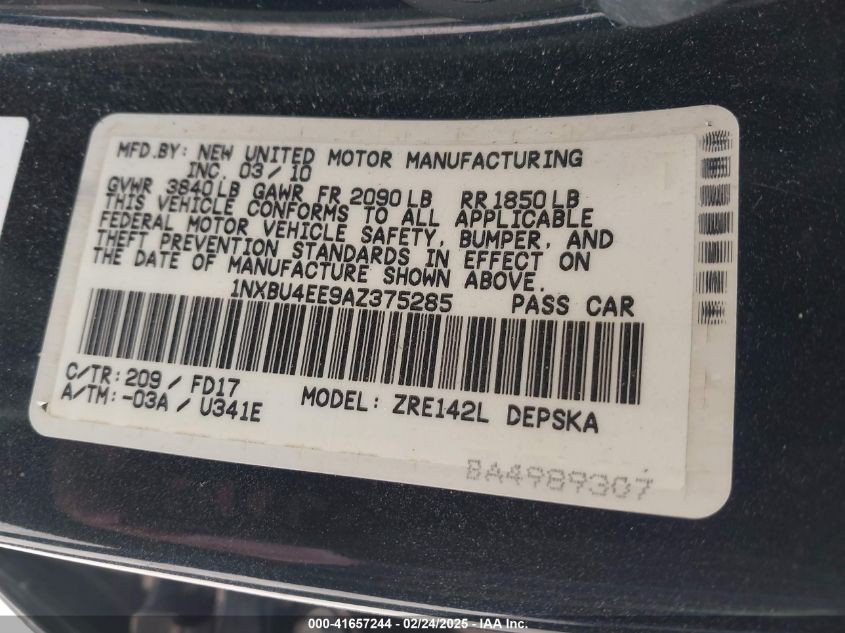 MFD.BY: NEW UNITED MOTOR MANUFACTURING
INC. 03/10
GVWR 3840LB GAWR FR 2090LB RR1850LB
THIS VEHICLE CONFORMS TO ALL APPLICABLE
FEDERAL MOTOR VEHICLE SAFETY, BUMPER, AND
THEFT PREVENTION STANDARDS IN EFFECT ON
THE DATE OF MANUFACTURE SHOWN ABOVE.
1NXBU4EE9AZ375285 PASS CAR
C/TR: 209 / FD17
A/TM: -03A / U341E MODEL: ZRE142L DEPSKA
BA4989307
000-41657244 - 02/24/2025 - IAA Inc.